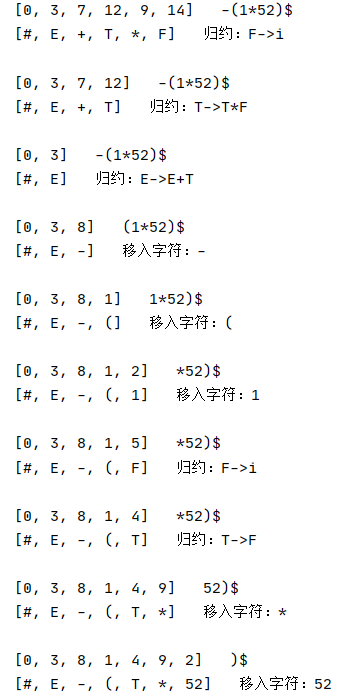 [0, 3, 7, 12, 9, 14]   -(1*52)$
[#, E, +, T, *, F]   归约：F->i
[0, 3, 7, 12]   -(1*52)$
[#, E, +, T]   归约：T->T*F
[0, 3]   -(1*52)$
[#, E]   归约：E->E+T
[0, 3, 8]   (1*52)$
[#, E, -]   移入字符：-
[0, 3, 8, 1]   1*52)$
[#, E, -, (]   移入字符：(
[0, 3, 8, 1, 2]   *52)$
[#, E, -, (, 1]   移入字符：1
[0, 3, 8, 1, 5]   *52)$
[#, E, -, (, F]   归约：F->i
[0, 3, 8, 1, 4]   *52)$
[#, E, -, (, T]   归约：T->F
[0, 3, 8, 1, 4, 9]   52)$
[#, E, -, (, T, *]   移入字符：*
[0, 3, 8, 1, 4, 9, 2]   )$
[#, E, -, (, T, *, 52]   移入字符：52